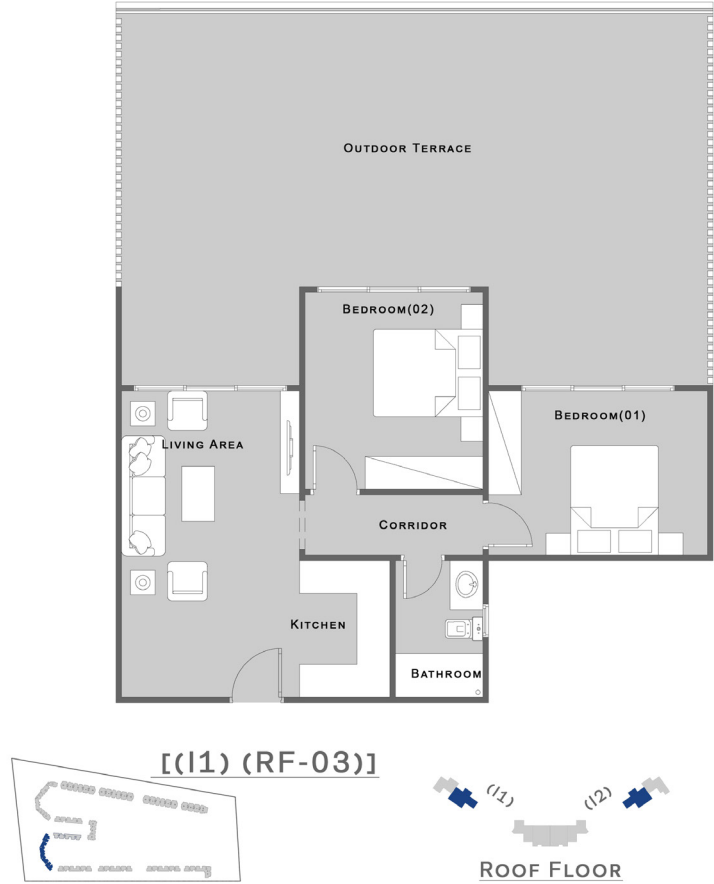 OUTDOOR TERRACE
BEDROOM(02)
BEDROOM(01)
LIVING AREA
CORRIDOR
KITCHEN
BATHROOM
[(I1) (RF-03)]
(I1)
(I2)
ROOF FLOOR